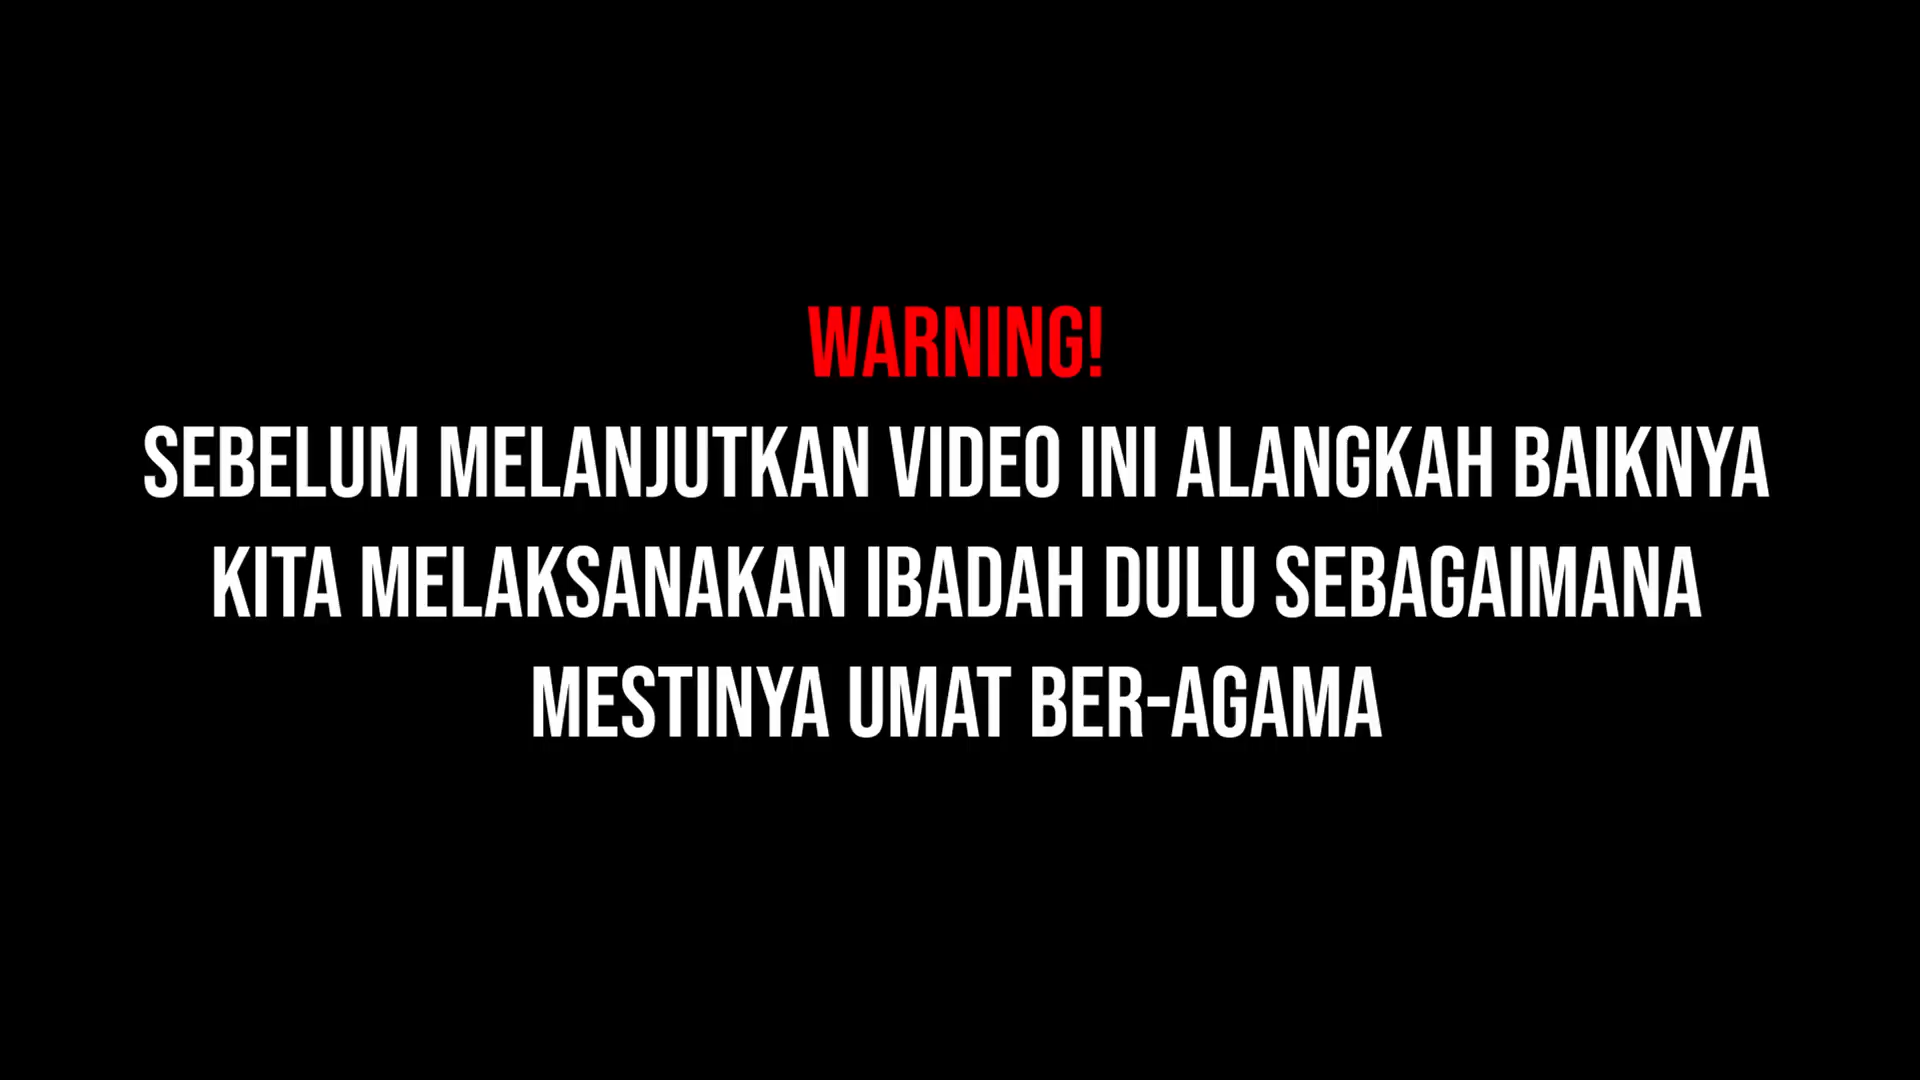 WARNING!
SEBELUM MELANJUTKAN VIDEO INI ALANGKAH BAIKNYA
KITA MELAKSANAKAN IBADAH DULU SEBAGAIMANA
MESTINYA UMAT BER-AGAMA